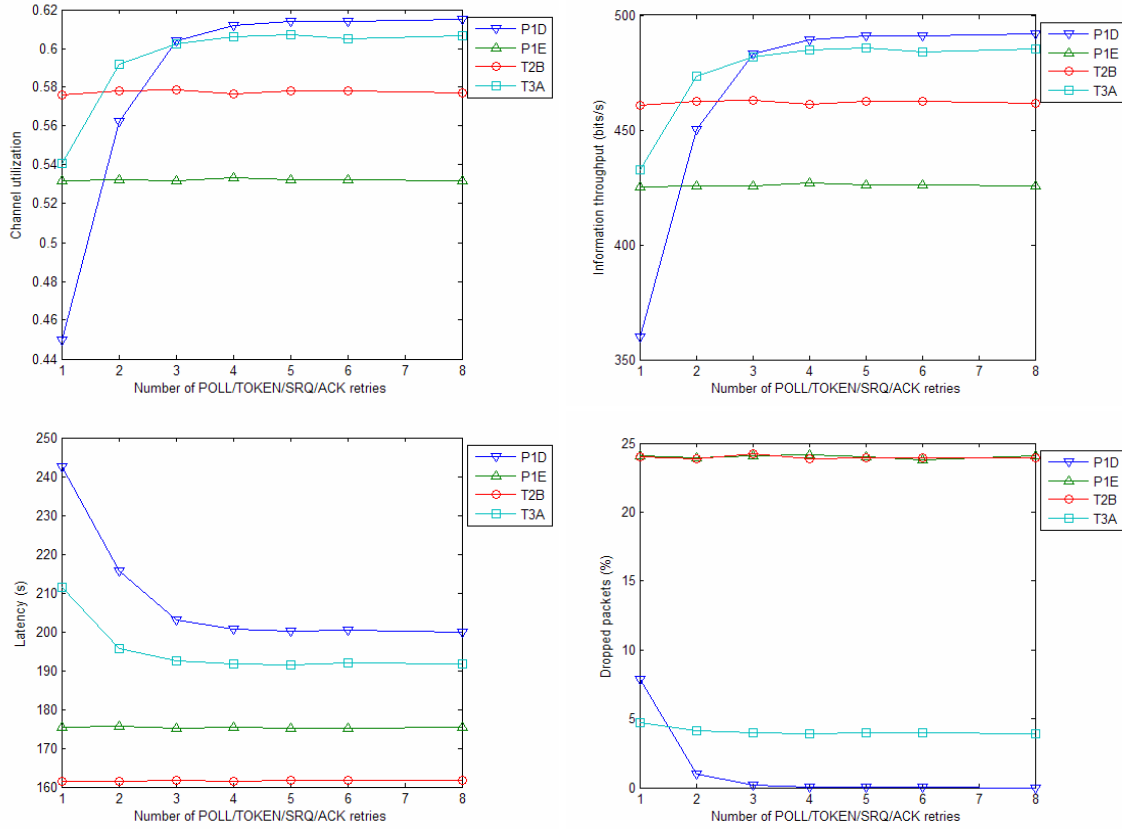 0.62
0.6
0.58
0.56
0.54
0.52
0.5
0.48
0.46
0.44
Channel utilization
1 2 3 4 5 6 7 8
Number of POLL/TOKEN/SRQ/ACK retries
P1D
P1E
T2B
T3A
500
450
400
350
Information throughput (bits/s)
1 2 3 4 5 6 7 8
Number of POLL/TOKEN/SRQ/ACK retries
P1D
P1E
T2B
T3A
250
240
230
220
210
200
190
180
170
160
Latency (s)
1 2 3 4 5 6 7 8
Number of POLL/TOKEN/SRQ/ACK retries
P1D
P1E
T2B
T3A
25
20
15
10
5
0
Dropped packets (%)
1 2 3 4 5 6 7 8
Number of POLL/TOKEN/SRQ/ACK retries
P1D
P1E
T2B
T3A